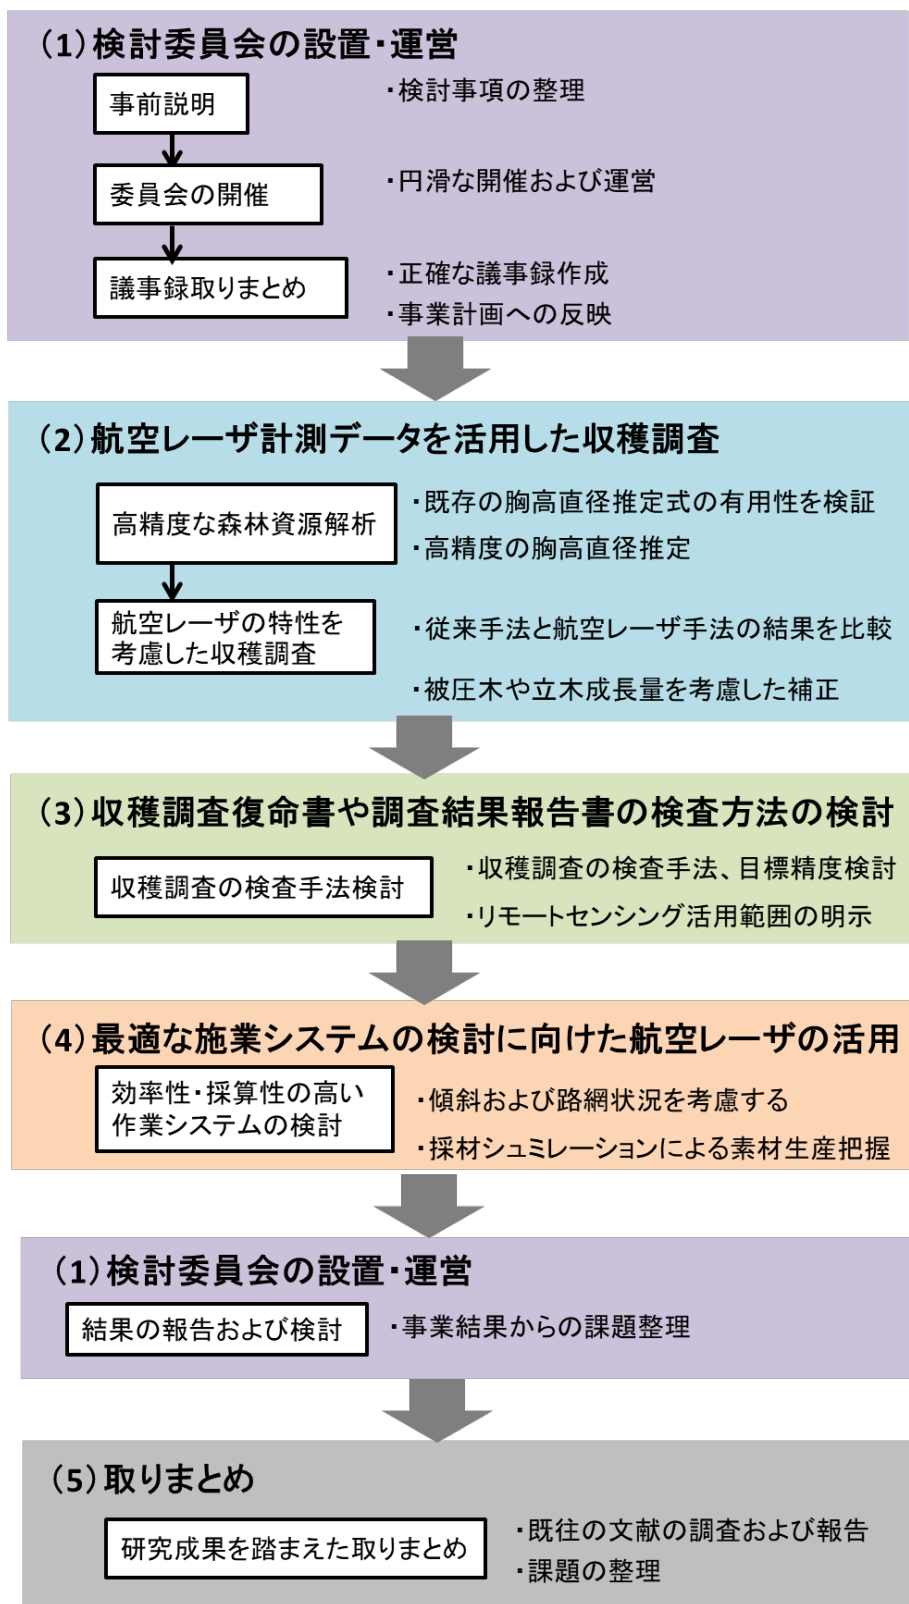 （1）検討委員会の設置・運営
事前説明
・検討事項の整理
委員会の開催
・円滑な開催および運営
議事録取りまとめ
・正確な議事録作成
・事業計画への反映
（2）航空レーザ計測データを活用した収穫調査
高精度な森林資源解析
・既存の胸高直径推定式の有用性を検証
・高精度の胸高直径推定
航空レーザの特性を
考慮した収穫調査
・従来手法と航空レーザ手法の結果を比較
・被圧木や立木成長量を考慮した補正
（3）収穫調査復命書や調査結果報告書の検査方法の検討
収穫調査の検査手法検討
・収穫調査の検査手法、目標精度検討
・リモートセンシング活用範囲の明示
（4）最適な施業システムの検討に向けた航空レーザの活用
効率性・採算性の高い
作業システムの検討
・傾斜および路網状況を考慮する
・採材シュミレーションによる素材生産把握
（1）検討委員会の設置・運営
結果の報告および検討
・事業結果からの課題整理
（5）取りまとめ
研究成果を踏まえた取りまとめ
・既往の文献の調査および報告
・課題の整理